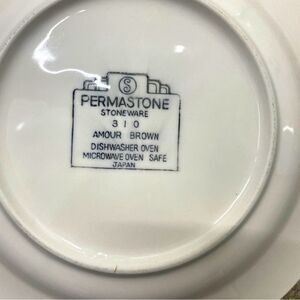 S
PERMASTONE
STONEWARE
310
AMOUR BROWN
DISHWASHER OVEN
MICROWAVE OVEN SAFE
JAPAN